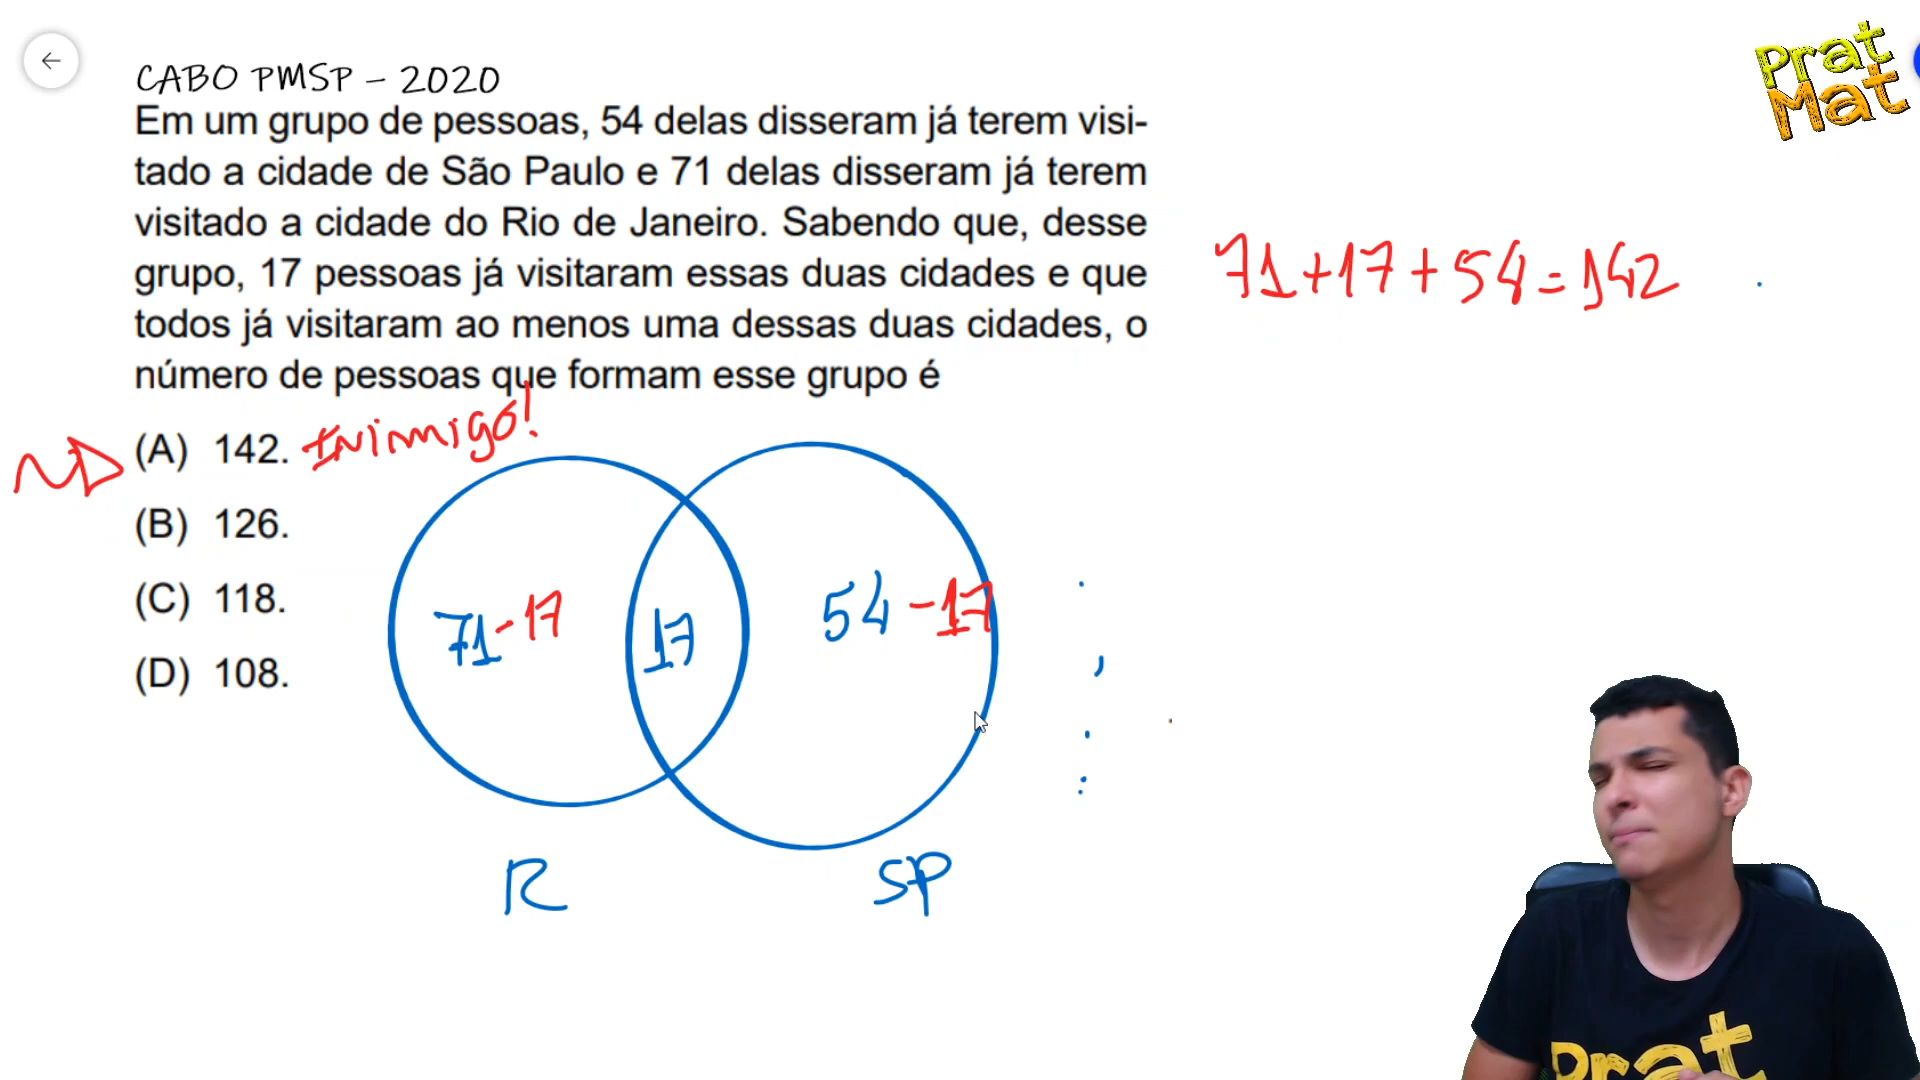 CABO PMSP - 2020
Em um grupo de pessoas, 54 delas disseram já terem visi-
tado a cidade de São Paulo e 71 delas disseram já terem
visitado a cidade do Rio de Janeiro. Sabendo que, desse
grupo, 17 pessoas já visitaram essas duas cidades e que
todos já visitaram ao menos uma dessas duas cidades, o
número de pessoas que formam esse grupo é
(A) 142. INimigo!
(B) 126.
(C) 118.
(D) 108.
71-17
17
54-17
R
SP
71+17+54=142
Prat
Mat
Prat